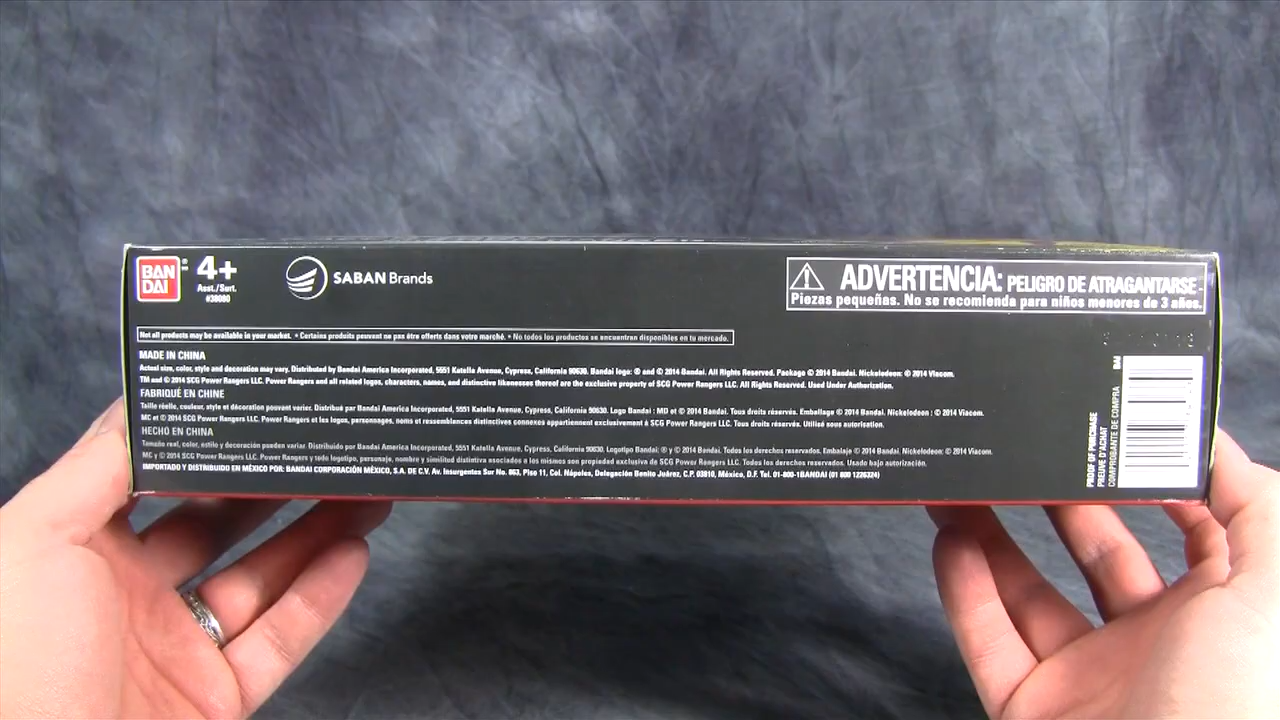 BAN
DAI
4+
Asst./Surt.
#38080
SABAN Brands
ADVERTENCIA: PELIGRO DE ATRAGANTARSE -
Piezas pequeñas. No se recomienda para niños menores de 3 años.
Not all products may be available in your market. • Certains produits peuvent ne pas être offerts dans votre marché. • No todos los productos se encuentran disponibles en tu mercado.
MADE IN CHINA
Actual size, color, style and decoration may vary. Distributed by Bandai America Incorporated, 5551 Katella Avenue, Cypress, California 90630. Bandai logo: ® and © 2014 Bandai. All Rights Reserved. Package © 2014 Bandai. Nickelodeon: © 2014 Viacom.
TM and © 2014 SCG Power Rangers LLC. Power Rangers and all related logos, characters, names, and distinctive likenesses thereof are the exclusive property of SCG Power Rangers LLC. All Rights Reserved. Used Under Authorization.
FABRIQUÉ EN CHINE
Taille réelle, couleur, style et décoration peuvent varier. Distribué par Bandai America Incorporated, 5551 Katella Avenue, Cypress, California 90630. Logo Bandai : MD et © 2014 Bandai. Tous droits réservés. Emballage © 2014 Bandai. Nickelodeon : © 2014 Viacom.
MC et © 2014 SCG Power Rangers LLC. Power Rangers et les logos, personnages, noms et ressemblances distinctives connexes appartiennent exclusivement à SCG Power Rangers LLC. Tous droits réservés. Utilisé sous autorisation.
HECHO EN CHINA
Tamaño real, color, estilo y decoración pueden variar. Distribuido por Bandai America Incorporated, 5551 Katella Avenue, Cypress, California 90630. Logotipo Bandai: ® y © 2014 Bandai. Todos los derechos reservados. Embalaje © 2014 Bandai. Nickelodeon: © 2014 Viacom.
MC y © 2014 SCG Power Rangers LLC. Power Rangers y todo logotipo, personaje, nombre y similitud distintiva asociados a los mismos son propiedad exclusiva de SCG Power Rangers LLC. Todos los derechos reservados. Usado bajo autorización.
IMPORTADO Y DISTRIBUIDO EN MÉXICO POR: BANDAI CORPORACIÓN MÉXICO, S.A. DE C.V. Av. Insurgentes Sur No. 863, Piso 11, Col. Nápoles, Delegación Benito Juárez, C.P. 03810, México, D.F. Tel. 01-800-1BANDAI (01 800 1226324)
PROOF OF PURCHASE
PREUVE D'ACHAT
COMPROBANTE DE COMPRA